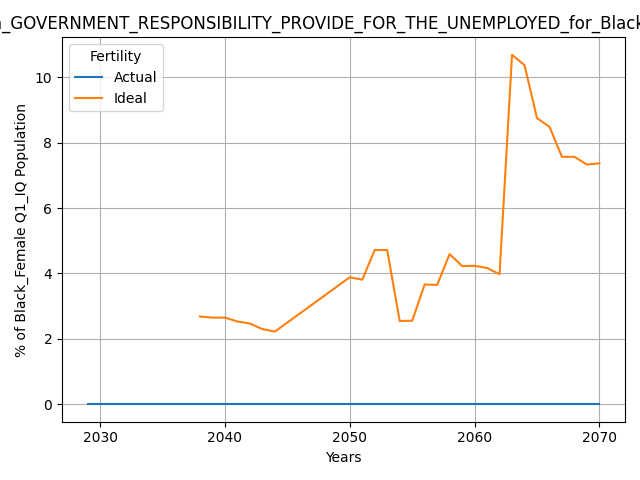 GOVERNMENT_RESPONSIBILITY_PROVIDE_FOR_THE_UNEMPLOYED_for_Black
Fertility
Actual
Ideal
10
8
6
4
2
0
% of Black_Female Q1_IQ Population
2030 2040 2050 2060 2070
Years